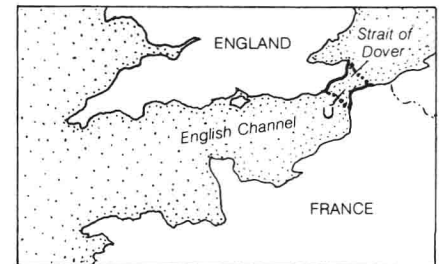 ENGLAND
Strait of
Dover
English Channel
FRANCE